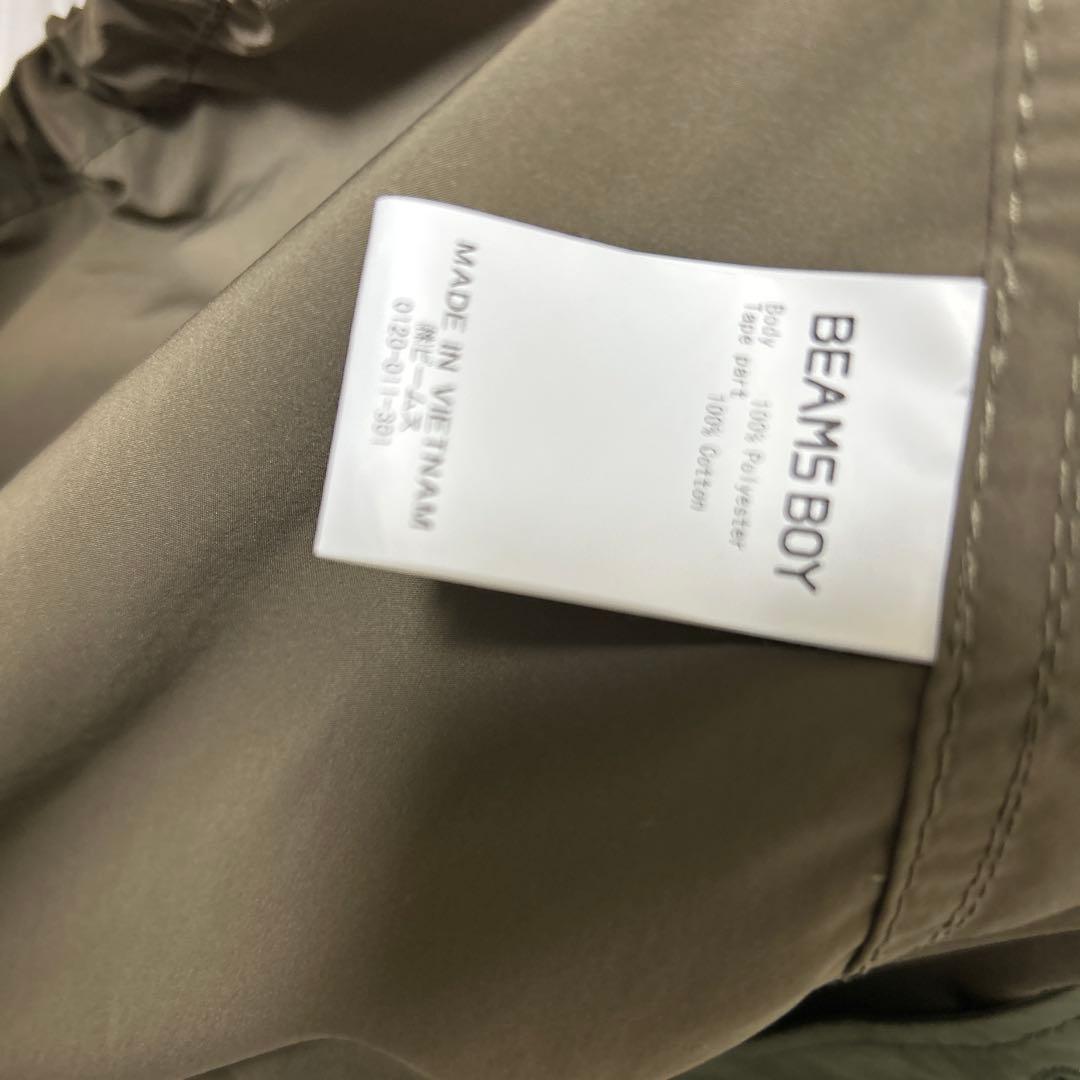 BEAMS BOY
Body 100% Polyester
Tape part
100% Cotton
MADE IN VIETNAM
㈱ビームス
0120-011-301